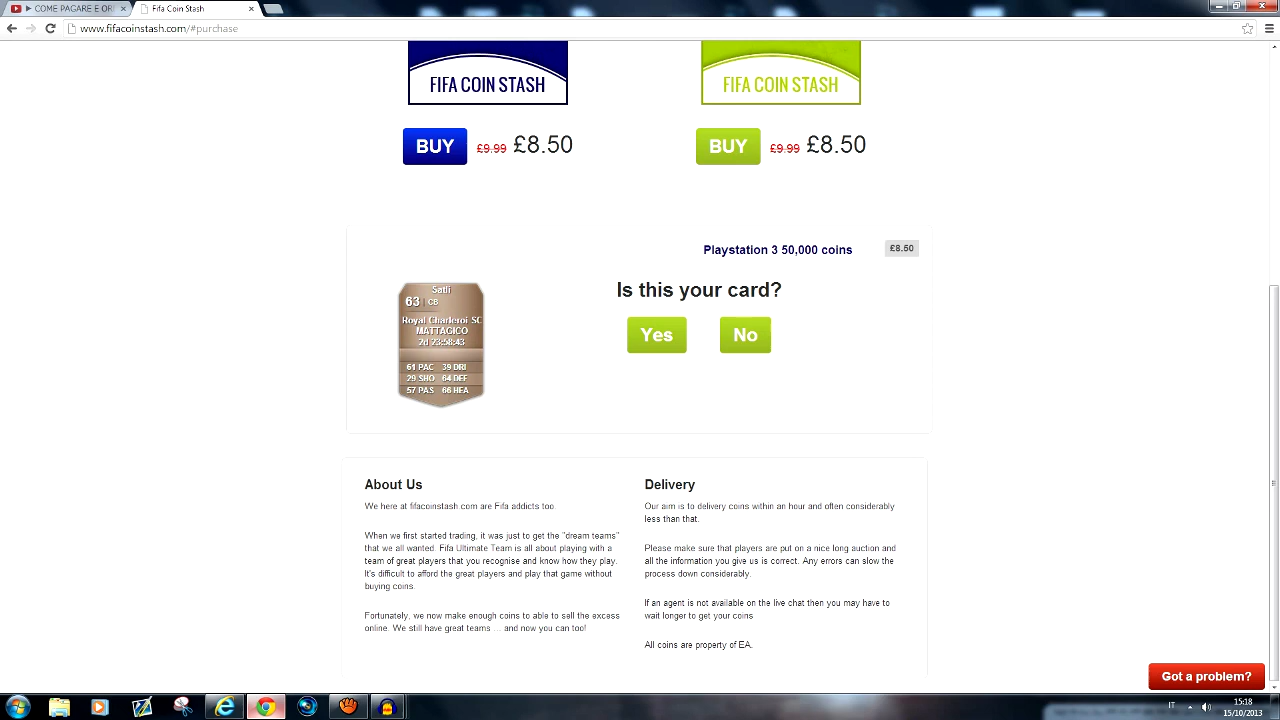 COME PAGARE E OR
Fifa Coin Stash
www.fifacoinstash.com/#purchase
FIFA COIN STASH
FIFA COIN STASH
BUY £9.99 £8.50
BUY £9.99 £8.50
Playstation 3 50,000 coins
£8.50
Is this your card?
Yes No
Satli
63 | CB
Royal Charleroi SC
MATTAGICO
2d 23:58:43
61 PAC 39 DRI
29 SHO 64 DEF
57 PAS 66 HEA
About Us
We here at fifacoinstash.com are Fifa addicts too.
When we first started trading, it was just to get the "dream teams"
that we all wanted. Fifa Ultimate Team is all about playing with a
team of great players that you recognise and know how they play.
It's difficult to afford the great players and play that game without
buying coins.
Fortunately, we now make enough coins to able to sell the excess
online. We still have great teams ... and now you can too!
Delivery
Our aim is to delivery coins within an hour and often considerably
less than that.
Please make sure that players are put on a nice long auction and
all the information you give us is correct. Any errors can slow the
process down considerably.
If an agent is not available on the live chat then you may have to
wait longer to get your coins
All coins are property of EA.
Got a problem?
IT
15:18
15/10/2013